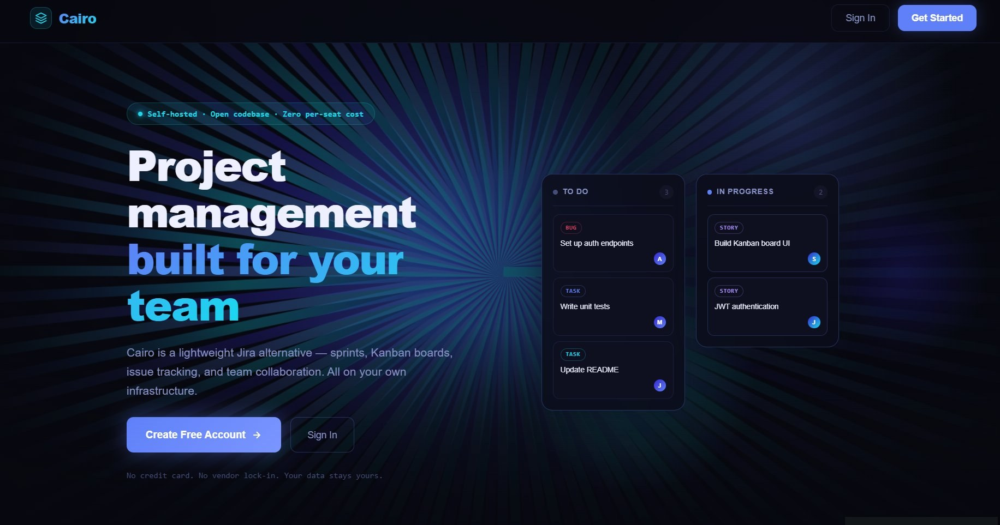 Cairo
Sign In
Get Started
Self-hosted · Open codebase · Zero per-seat cost
Project
management
built for your
team
Cairo is a lightweight Jira alternative — sprints, Kanban boards,
issue tracking, and team collaboration. All on your own
infrastructure.
Create Free Account →
Sign In
No credit card. No vendor lock-in. Your data stays yours.
TO DO
3
BUG
Set up auth endpoints
A
TASK
Write unit tests
M
TASK
Update README
J
IN PROGRESS
2
STORY
Build Kanban board UI
S
STORY
JWT authentication
J